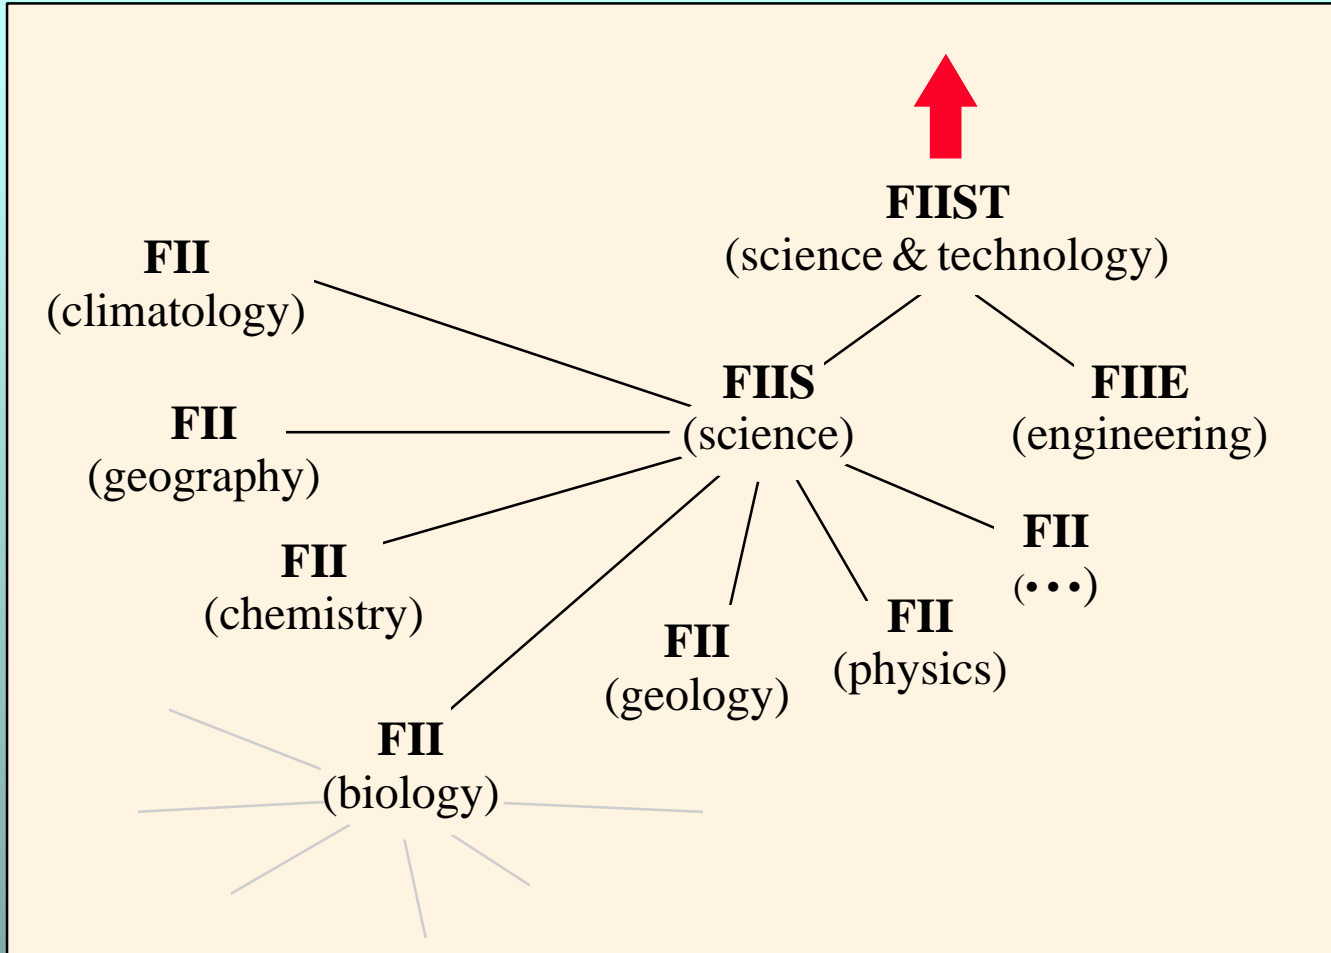 FIIST
(science & technology)
FII
(climatology)
FIIS
(science)
FIIE
(engineering)
FII
(geography)
FII
(chemistry)
FII
(•••)
FII
(physics)
FII
(geology)
FII
(biology)